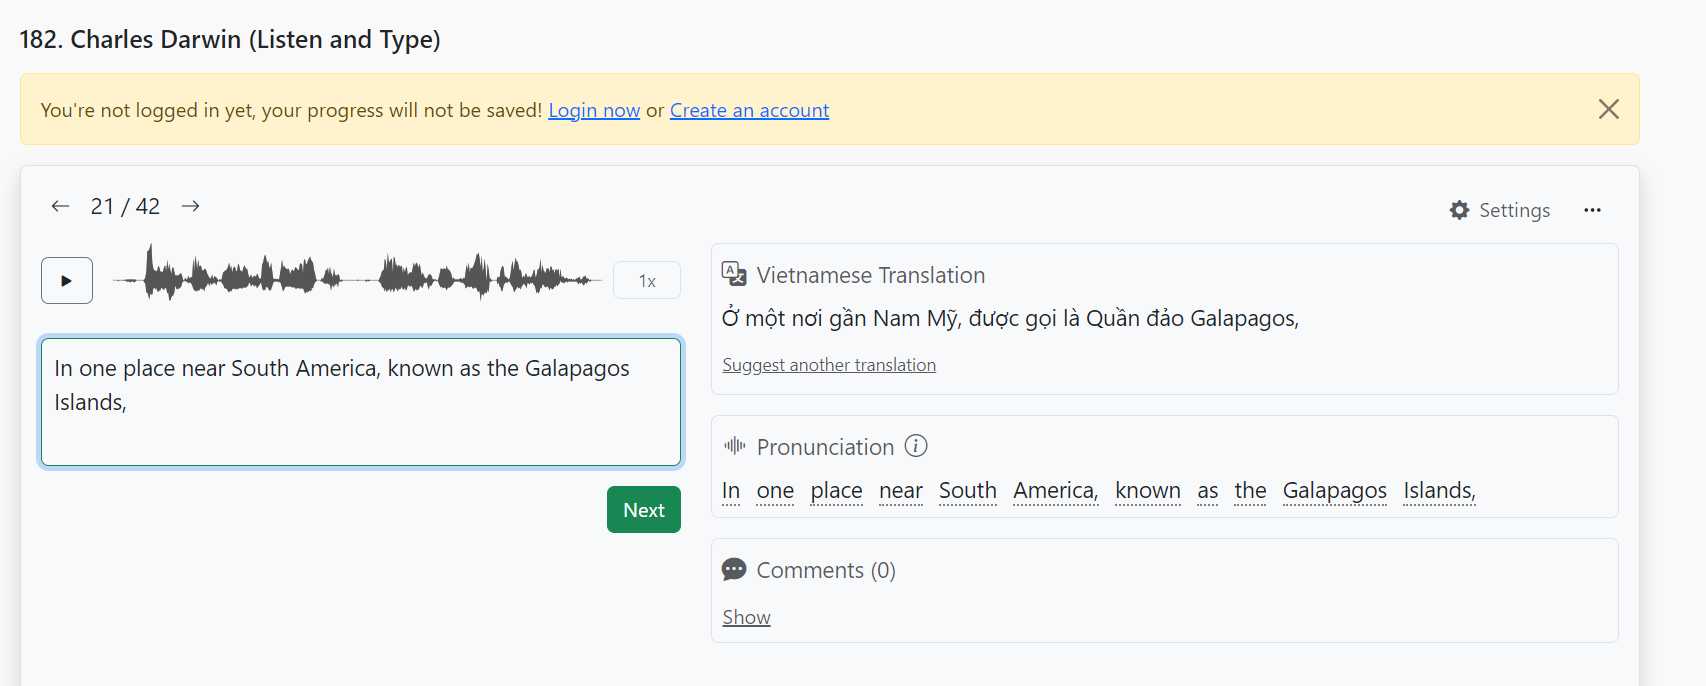 182. Charles Darwin (Listen and Type)
You're not logged in yet, your progress will not be saved! Login now or Create an account
21 / 42
Settings
1x
In one place near South America, known as the Galapagos
Islands,
Next
Vietnamese Translation
Ở một nơi gần Nam Mỹ, được gọi là Quần đảo Galapagos,
Suggest another translation
Pronunciation
In one place near South America, known as the Galapagos Islands,
Comments (0)
Show